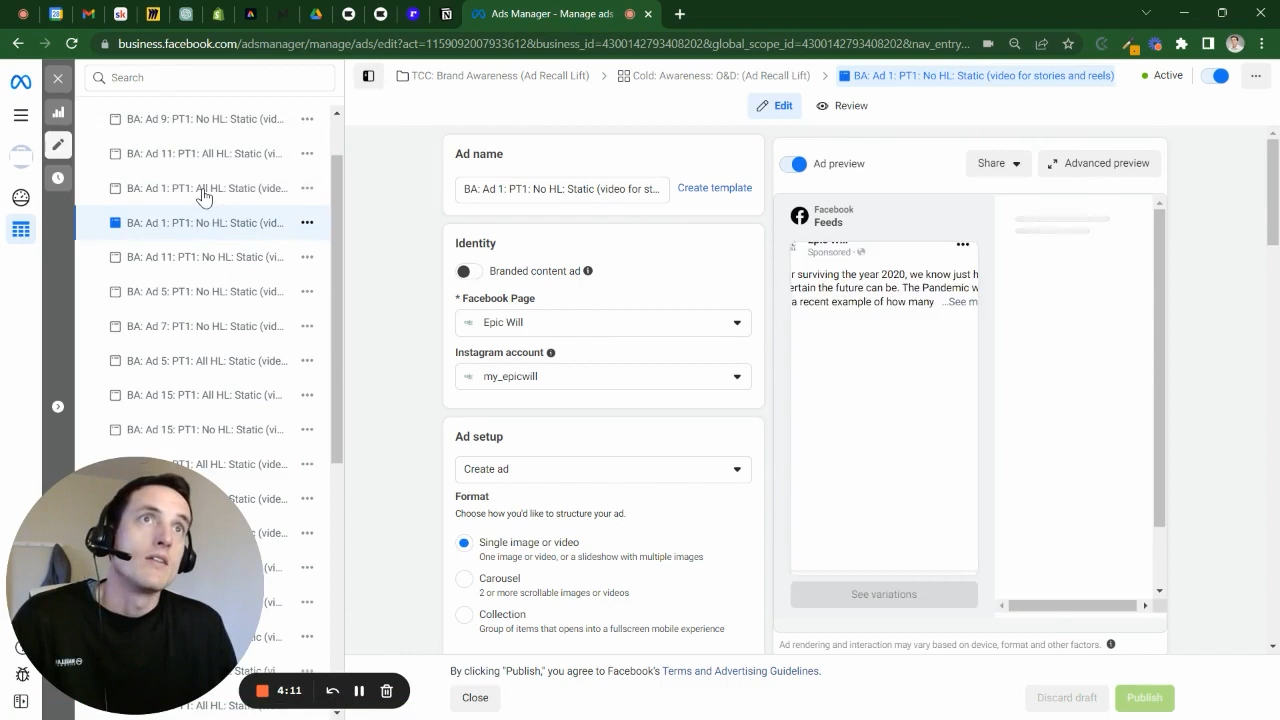 Ads Manager - Manage ads
business.facebook.com/adsmanager/manage/ads/edit?act=1159092007933612&business_id=430014279340820​2&global_scope_id=4300142793408202&nav_entry...
Search
TCC: Brand Awareness (Ad Recall Lift)
Cold: Awareness: O&D: (Ad Recall Lift)
BA: Ad 1: PT1: No HL: Static (video for stories and reels)
Active
Edit
Review
BA: Ad 9: PT1: No HL: Static (vid...
BA: Ad 11: PT1: All HL: Static (vi...
BA: Ad 1: PT1: All HL: Static (vide...
BA: Ad 1: PT1: No HL: Static (vid...
BA: Ad 11: PT1: No HL: Static (vi...
BA: Ad 5: PT1: No HL: Static (vid...
BA: Ad 7: PT1: No HL: Static (vid...
BA: Ad 5: PT1: All HL: Static (vide...
BA: Ad 15: PT1: All HL: Static (vi...
BA: Ad 15: PT1: No HL: Static (vi...
: All HL: Static (vide...
Static (vid...
Static (vide...
Ad name
BA: Ad 1: PT1: No HL: Static (video for st...
Create template
Identity
Branded content ad
* Facebook Page
Epic Will
Instagram account
my_epicwill
Ad setup
Create ad
Format
Choose how you'd like to structure your ad.
Single image or video
One image or video, or a slideshow with multiple images
Carousel
2 or more scrollable images or videos
Collection
Group of items that opens into a fullscreen mobile experience
Ad preview
Share
Advanced preview
Facebook
Feeds
Epic Will
Sponsored ·
r surviving the year 2020, we know just h
ertain the future can be. The Pandemic w
a recent example of how many ...See m
See variations
Ad rendering and interaction may vary based on device, format and other factors.
By clicking "Publish," you agree to Facebook's Terms and Advertising Guidelines.
Close
Discard draft
Publish
4:11